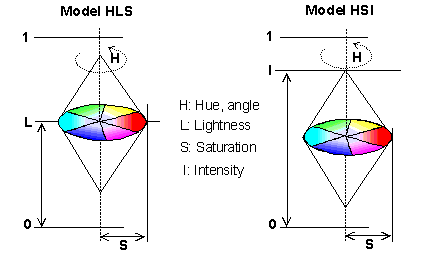 Model HLS
Model HSI
1
H
L
0
S
H: Hue, angle
L: Lightness
S: Saturation
I: Intensity
1
H
I
0
S